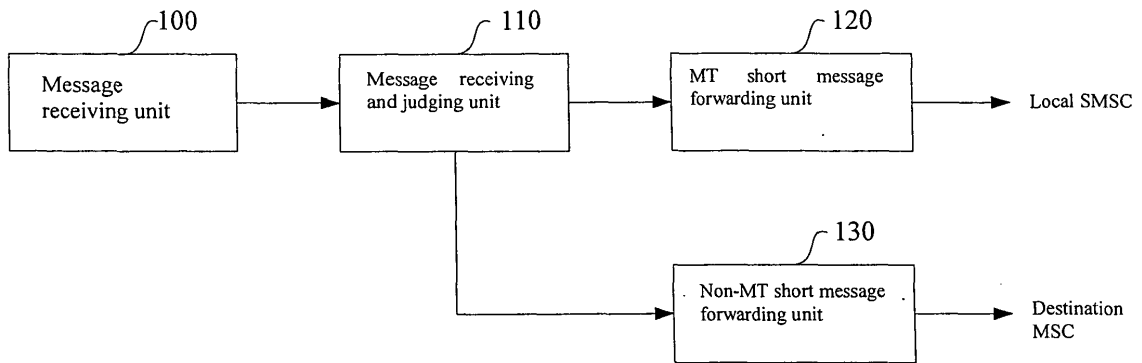 100
110
120
Message
receiving unit
Message receiving
and judging unit
MT short message
forwarding unit
Local SMSC
130
Non-MT short message
forwarding unit
Destination
MSC